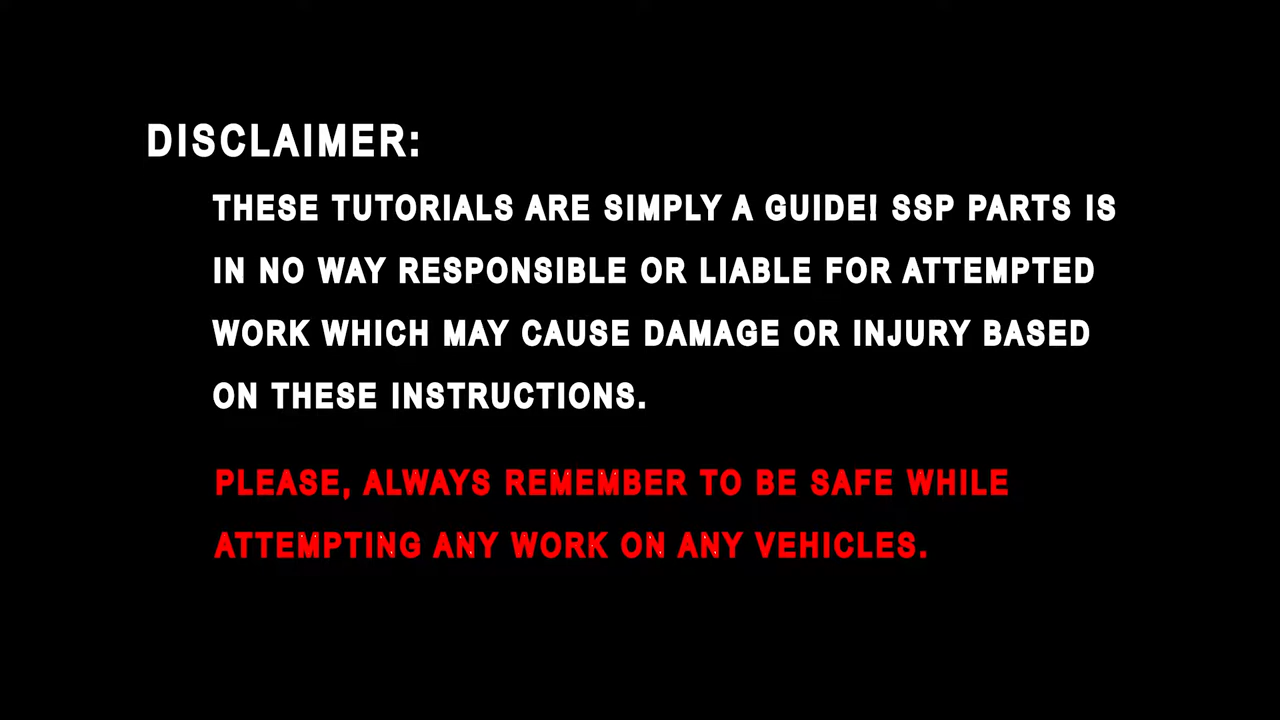 DISCLAIMER:
THESE TUTORIALS ARE SIMPLY A GUIDE! SSP PARTS IS
IN NO WAY RESPONSIBLE OR LIABLE FOR ATTEMPTED
WORK WHICH MAY CAUSE DAMAGE OR INJURY BASED
ON THESE INSTRUCTIONS.
PLEASE, ALWAYS REMEMBER TO BE SAFE WHILE
ATTEMPTING ANY WORK ON ANY VEHICLES.